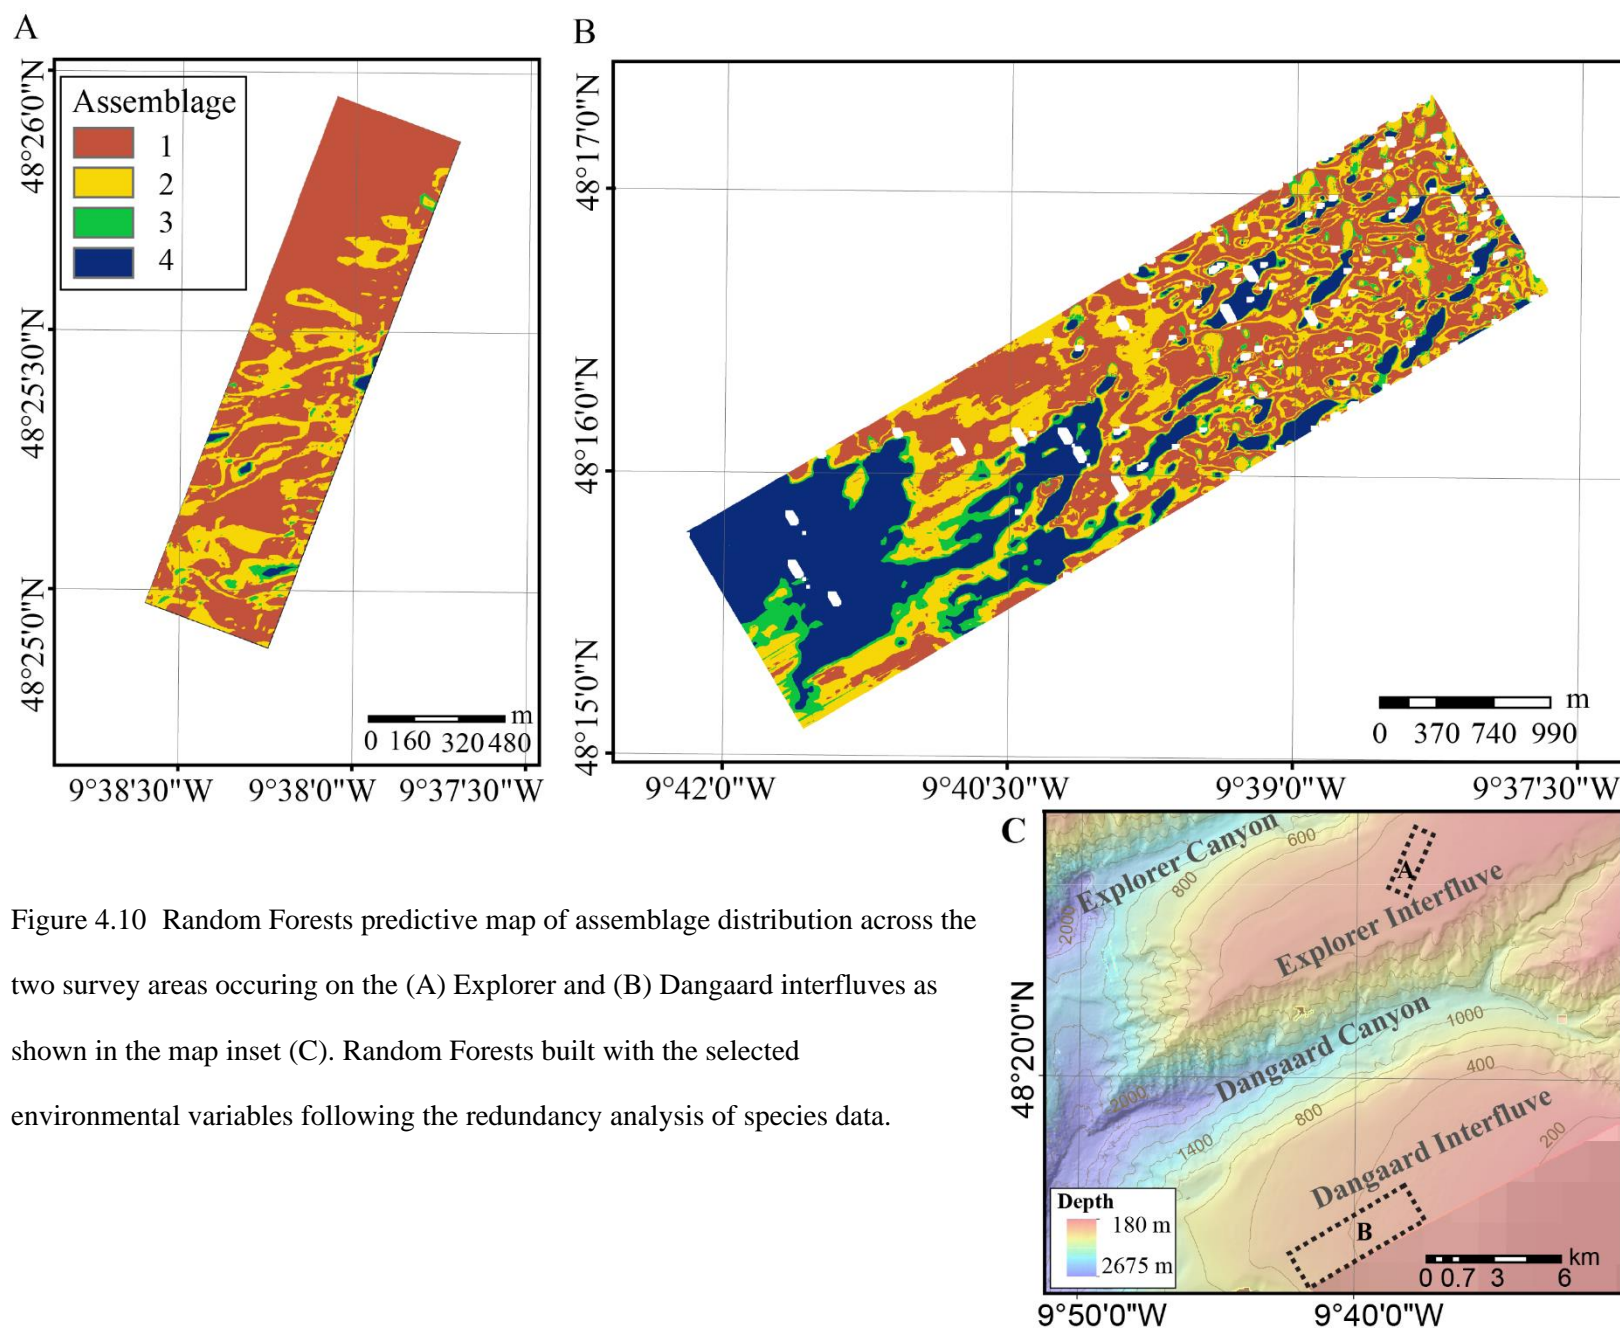 A
B
48°26'0"N
48°25'30"N
48°25'0"N
Assemblage
1
2
3
4
m
0 160 320 480
9°38'30"W 9°38'0"W 9°37'30"W
48°17'0"N
48°16'0"N
48°15'0"N
m
0 370 740 990
9°42'0"W 9°40'30"W 9°39'0"W 9°37'30"W
C
Explorer Canyon
600
800
2000
A
Explorer Interfluve
Dangaard Canyon
1000
400
2000
800
1400
Dangaard Interfluve
200
B
48°20'0"N
Depth
180 m
2675 m
km
0 0.7 3 6
9°50'0"W 9°40'0"W
Figure 4.10 Random Forests predictive map of assemblage distribution across the
two survey areas occuring on the (A) Explorer and (B) Dangaard interfluves as
shown in the map inset (C). Random Forests built with the selected
environmental variables following the redundancy analysis of species data.